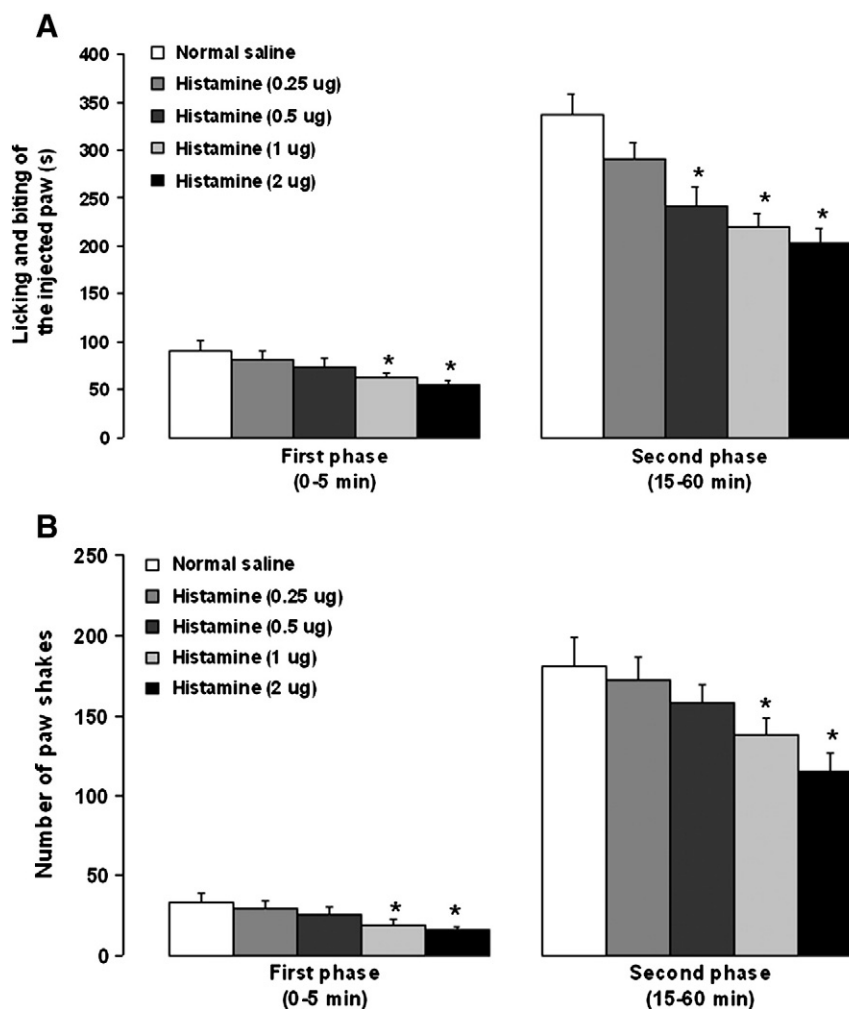 A
Normal saline
Histamine (0.25 ug)
Histamine (0.5 ug)
Histamine (1 ug)
Histamine (2 ug)
Licking and biting of
the injected paw (s)
400
350
300
250
200
150
100
50
0
* *
* * *
First phase
(0-5 min)
Second phase
(15-60 min)
B
Normal saline
Histamine (0.25 ug)
Histamine (0.5 ug)
Histamine (1 ug)
Histamine (2 ug)
Number of paw shakes
250
200
150
100
50
0
* *
* *
First phase
(0-5 min)
Second phase
(15-60 min)